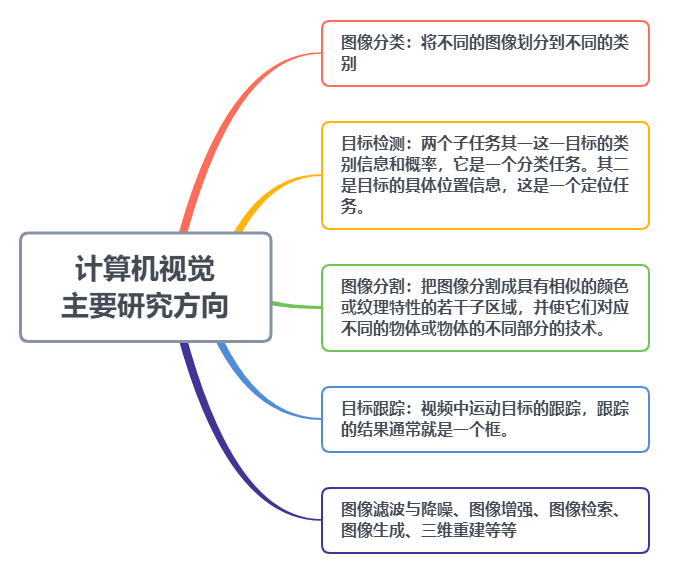 计算机视觉
主要研究方向
图像分类：将不同的图像划分到不同的类
别
目标检测：两个子任务其一这一目标的类
别信息和概率，它是一个分类任务。其二
是目标的具体位置信息，这是一个定位任
务。
图像分割：把图像分割成具有相似的颜色
或纹理特性的若干子区域，并使它们对应
不同的物体或物体的不同部分的技术。
目标跟踪：视频中运动目标的跟踪，跟踪
的结果通常就是一个框。
图像滤波与降噪、图像增强、图像检索、
图像生成、三维重建等等